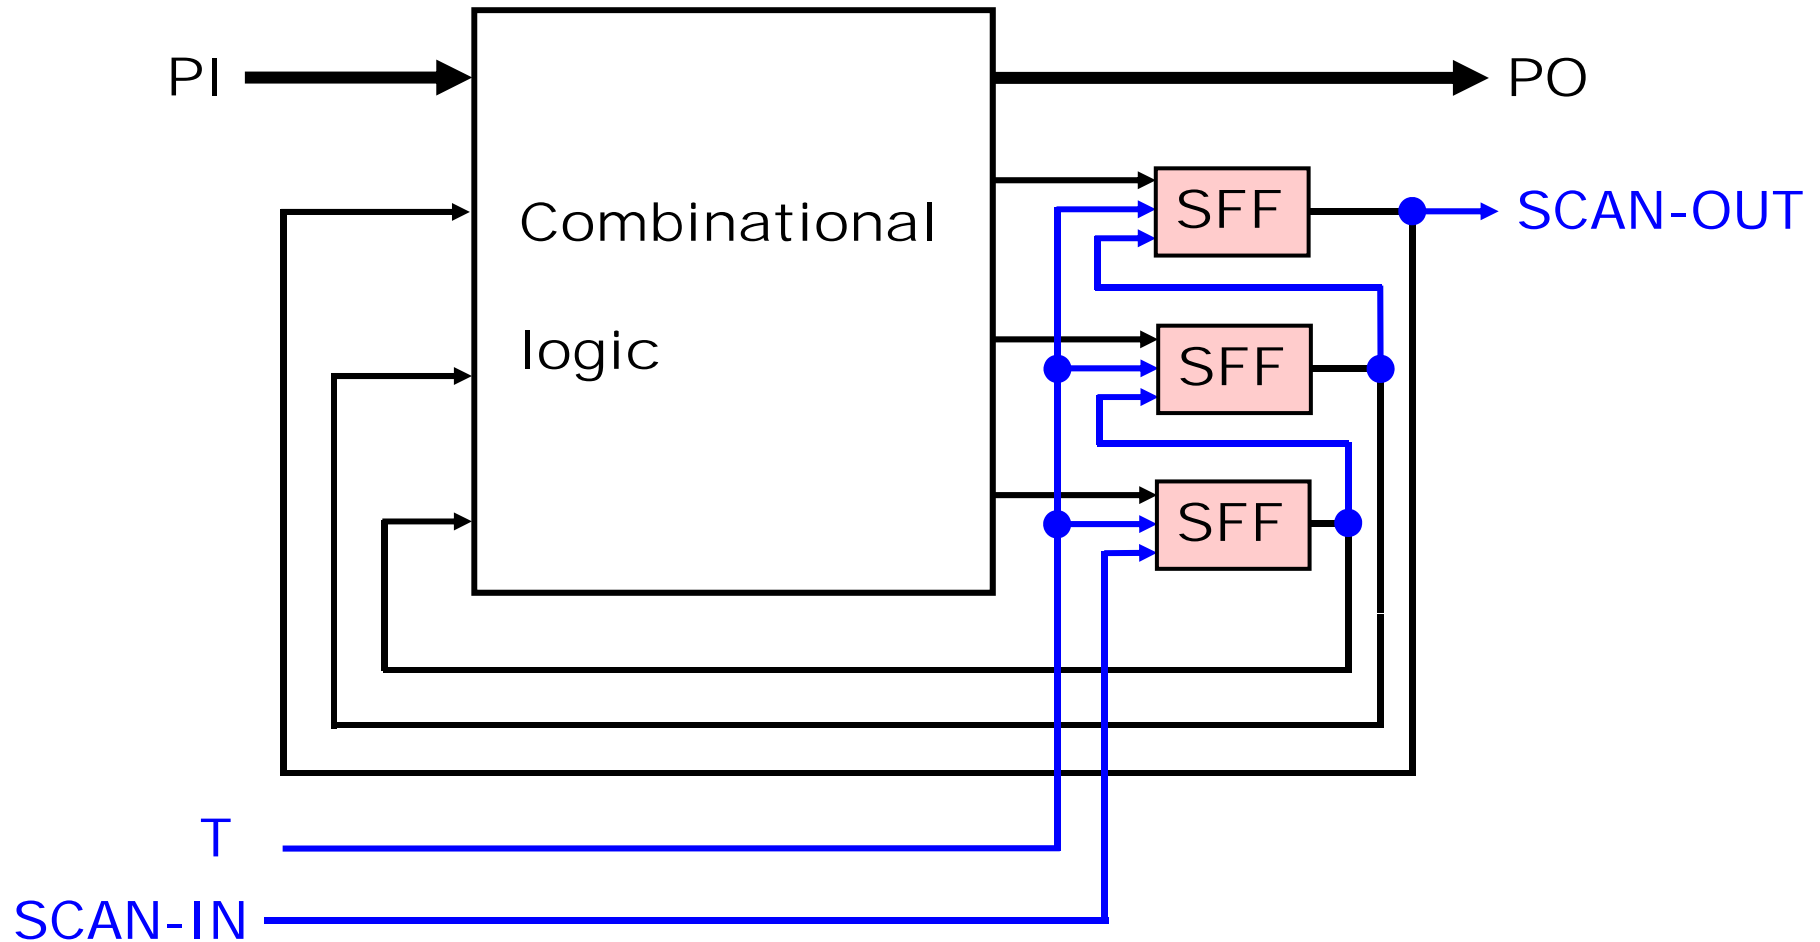 PI
PO
Combinational
logic
SFF
SCAN-OUT
SFF
SFF
T
SCAN-IN